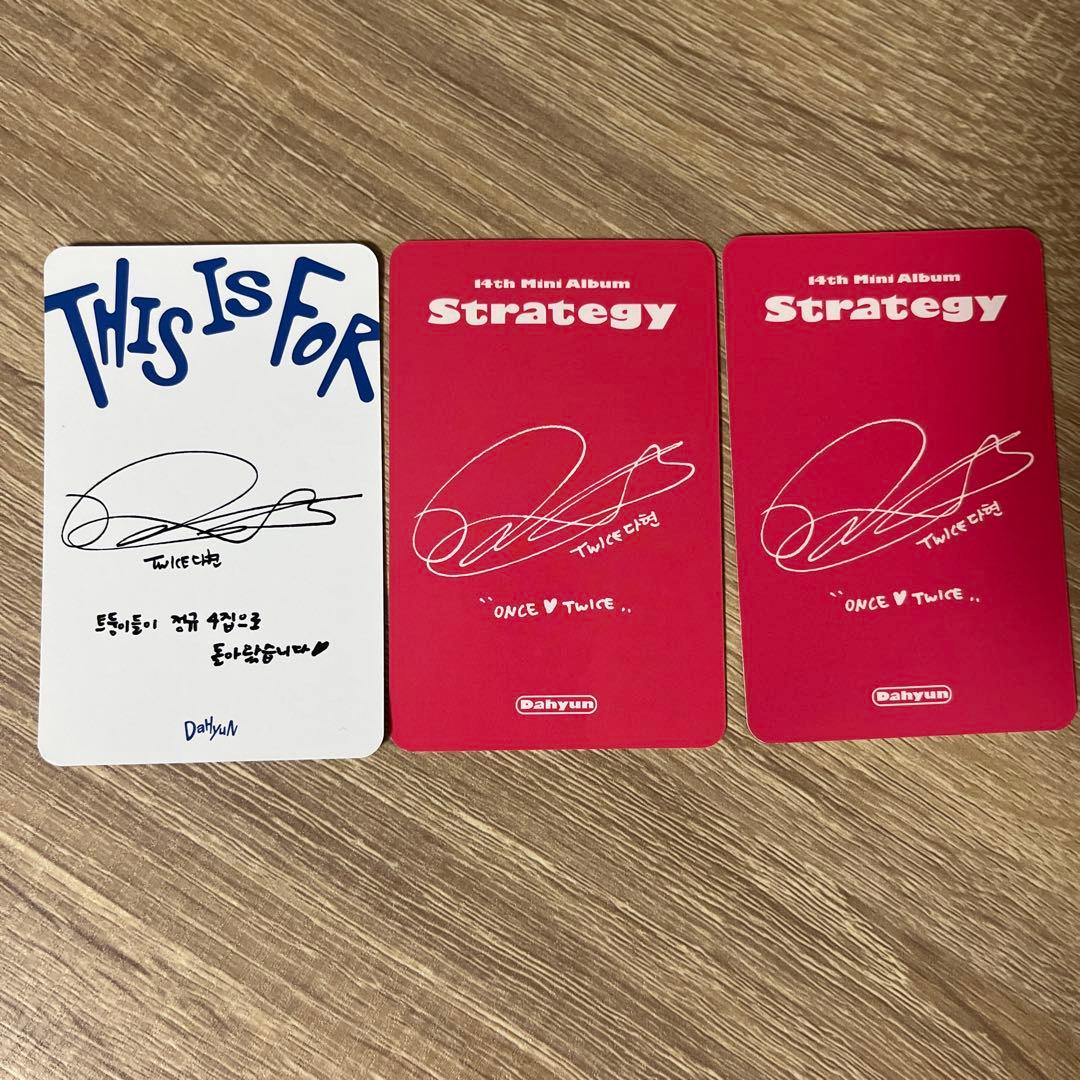 THIS IS FOR
TWICE 다현
트둥이들이 정규 4집으로
돌아왔습니다♥
DaHyuN
14th Mini Album
Strategy
TWICE 다현
``ONCE ♥ TWICE..
Dahyun
14th Mini Album
Strategy
TWICE 다현
``ONCE ♥ TWICE..
Dahyun